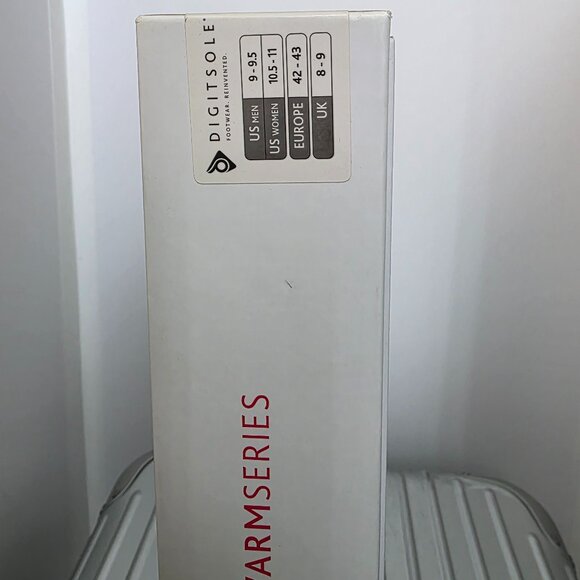 DIGITSOLE
FOOTWEAR. REINVENTED.
US MEN 9 - 9.5
US WOMEN 10.5 - 11
EUROPE 42 - 43
UK 8 - 9
WARMSERIES